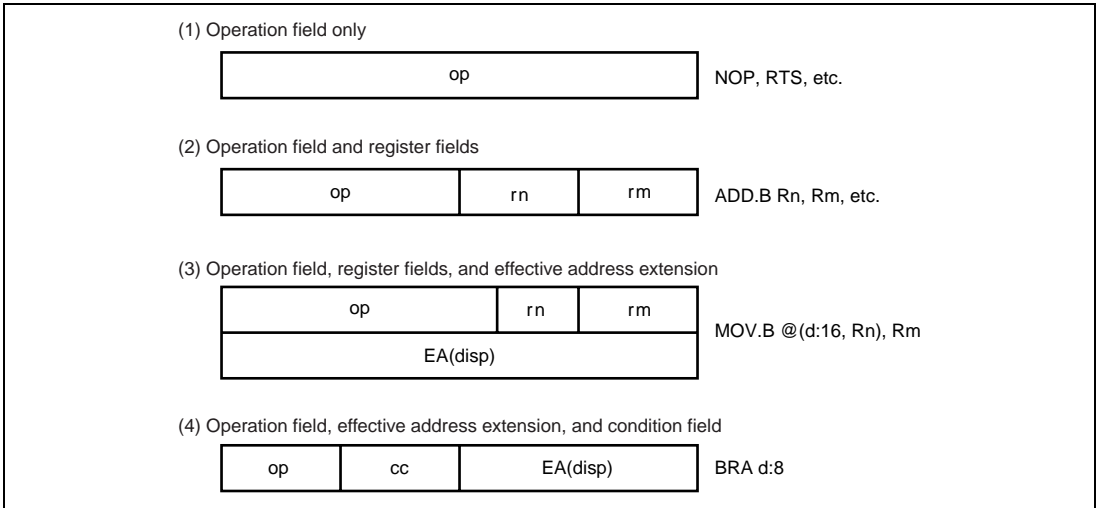 (1) Operation field only
op
NOP, RTS, etc.
(2) Operation field and register fields
op rn rm
ADD.B Rn, Rm, etc.
(3) Operation field, register fields, and effective address extension
op rn rm
MOV.B @(d:16, Rn), Rm
EA(disp)
(4) Operation field, effective address extension, and condition field
op cc EA(disp)
BRA d:8